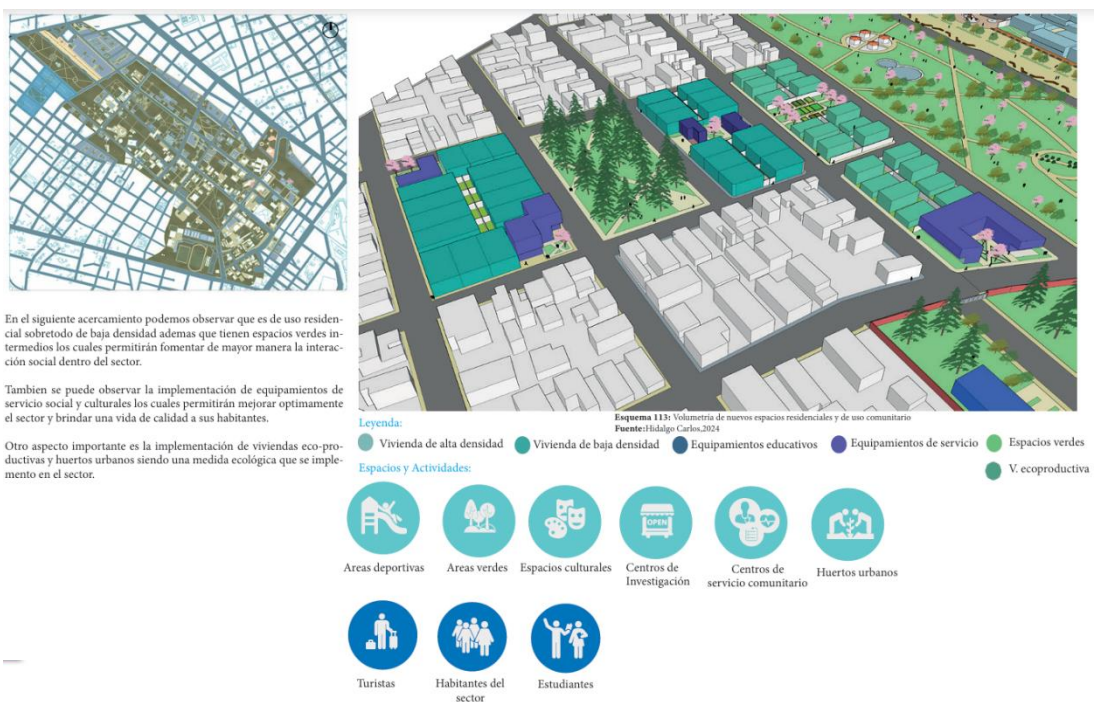 En el siguiente acercamiento podemos observar que es de uso residen-
cial sobretodo de baja densidad ademas que tienen espacios verdes in-
termedios los cuales permitirán fomentar de mayor manera la interac-
ción social dentro del sector.
Tambien se puede observar la implementación de equipamientos de
servicio social y culturales los cuales permitirán mejorar optimamente
el sector y brindar una vida de calidad a sus habitantes.
Otro aspecto importante es la implementación de viviendas eco-pro-
ductivas y huertos urbanos siendo una medida ecológica que se imple-
mento en el sector.
Esquema 113: Volumetría de nuevos espacios residenciales y de uso comunitario
Fuente:Hidalgo Carlos,2024
Leyenda:
Vivienda de alta densidad
Vivienda de baja densidad
Equipamientos educativos
Equipamientos de servicio
Espacios verdes
V. ecoproductiva
Espacios y Actividades:
OPEN
Areas deportivas
Areas verdes
Espacios culturales
Centros de
Investigación
Centros de
servicio comunitario
Huertos urbanos
Turistas
Habitantes del
sector
Estudiantes